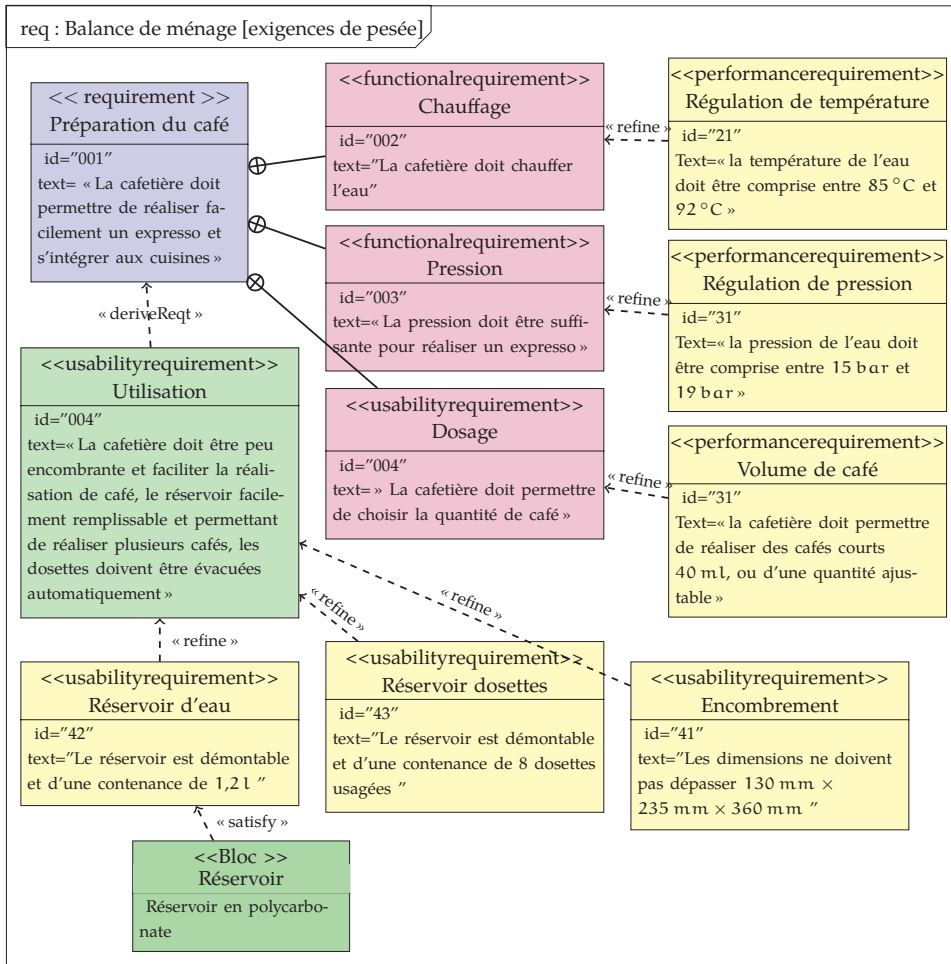 req : Balance de ménage [exigences de pesée]
<< requirement >>
Préparation du café
id="001"
text= « La cafetière doit
permettre de réaliser fa-
cilement un expresso et
s'intégrer aux cuisines »
<<functionalrequirement>>
Chauffage
id="002"
text="La cafetière doit chauffer
l'eau"
« refine »
<<performancerequirement>>
Régulation de température
id="21"
Text=« la température de l'eau
doit être comprise entre 85 °C et
92 °C »
<<functionalrequirement>>
Pression
id="003"
text=« La pression doit être suffi-
sante pour réaliser un expresso »
« refine »
<<performancerequirement>>
Régulation de pression
id="31"
Text=« la pression de l'eau doit
être comprise entre 15 bar et
19 bar »
« deriveReqt »
<<usabilityrequirement>>
Utilisation
id="004"
text=« La cafetière doit être peu
encombrante et faciliter la réali-
sation de café, le réservoir facile-
ment remplissable et permettant
de réaliser plusieurs cafés, les
dosettes doivent être évacuées
automatiquement »
<<usabilityrequirement>>
Dosage
id="004"
text= » La cafetière doit permettre
de choisir la quantité de café »
« refine »
<<performancerequirement>>
Volume de café
id="31"
Text=« la cafetière doit permettre
de réaliser des cafés courts
40 ml, ou d'une quantité ajus-
table »
« refine »
« refine »
« refine »
<<usabilityrequirement>>
Réservoir d'eau
id="42"
text="Le réservoir est démontable
et d'une contenance de 1,2 l "
<<usabilityrequirement>>
Réservoir dosettes
id="43"
text="Le réservoir est démontable
et d'une contenance de 8 dosettes
usagées "
<<usabilityrequirement>>
Encombrement
id="41"
text="Les dimensions ne doivent
pas dépasser 130 mm ×
235 mm × 360 mm "
« satisfy »
<<Bloc >>
Réservoir
Réservoir en polycarbo-
nate